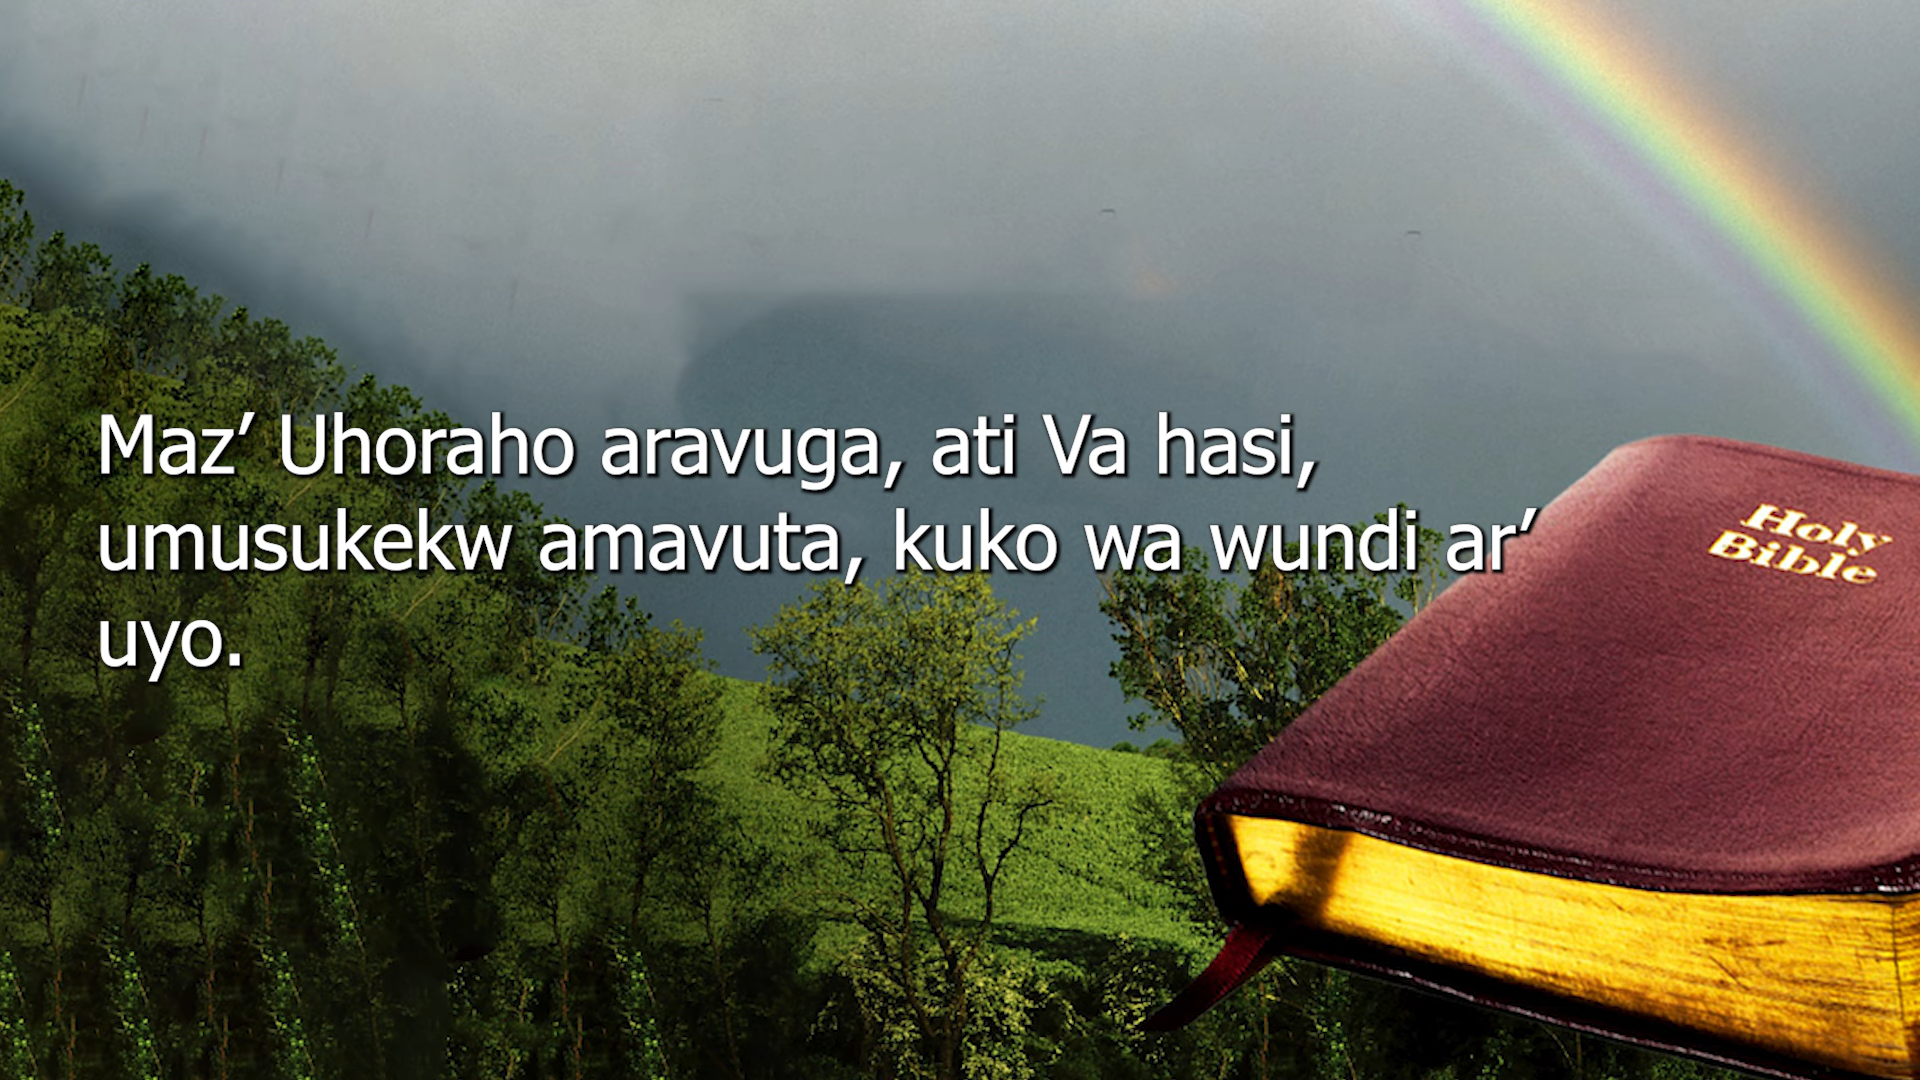 Maz’ Uhoraho aravuga, ati Va hasi,
umusukekw amavuta, kuko wa wundi ar’
uyo.
Holy
Bible